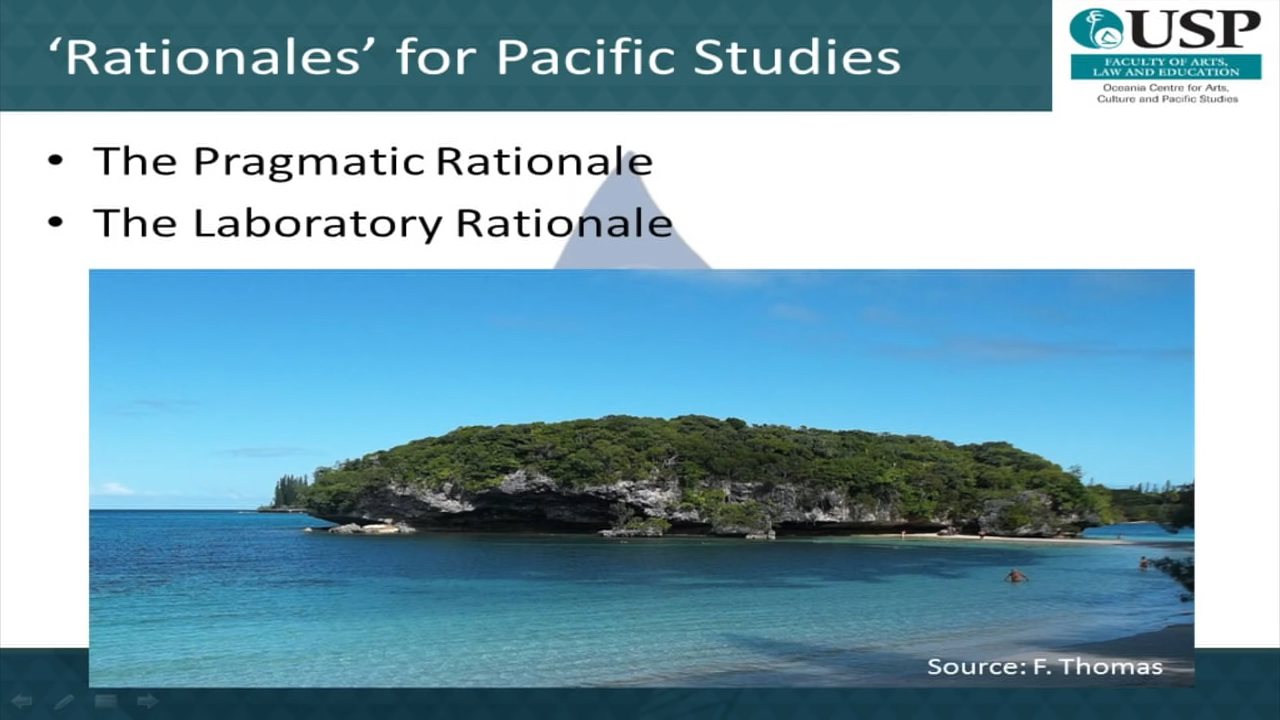 ‘Rationales’ for Pacific Studies
USP
FACULTY OF ARTS,
LAW AND EDUCATION
Oceania Centre for Arts,
Culture and Pacific Studies
• The Pragmatic Rationale
• The Laboratory Rationale
Source: F. Thomas